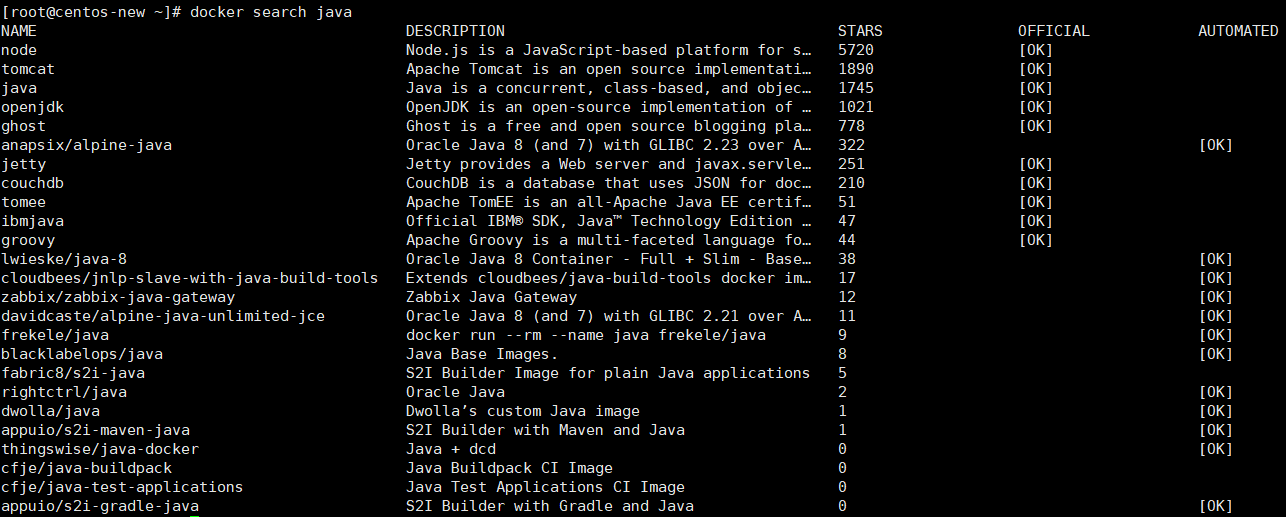 [root@centos-new ~]# docker search java
NAME DESCRIPTION STARS OFFICIAL AUTOMATED
node Node.js is a JavaScript-based platform for s… 5720 [OK]
tomcat Apache Tomcat is an open source implementati… 1890 [OK]
java Java is a concurrent, class-based, and objec… 1745 [OK]
openjdk OpenJDK is an open-source implementation of … 1021 [OK]
ghost Ghost is a free and open source blogging pla… 778 [OK]
anapsix/alpine-java Oracle Java 8 (and 7) with GLIBC 2.23 over A… 322 [OK]
jetty Jetty provides a Web server and javax.servle… 251 [OK]
couchdb CouchDB is a database that uses JSON for doc… 210 [OK]
tomee Apache TomEE is an all-Apache Java EE certif… 51 [OK]
ibmjava Official IBM® SDK, Java™ Technology Edition … 47 [OK]
groovy Apache Groovy is a multi-faceted language fo… 44 [OK]
lwieske/java-8 Oracle Java 8 Container - Full + Slim - Base… 38 [OK]
cloudbees/jnlp-slave-with-java-build-tools Extends cloudbees/java-build-tools docker im… 17 [OK]
zabbix/zabbix-java-gateway Zabbix Java Gateway 12 [OK]
davidcaste/alpine-java-unlimited-jce Oracle Java 8 (and 7) with GLIBC 2.21 over A… 11 [OK]
frekele/java docker run --rm --name java frekele/java 9 [OK]
blacklabelops/java Java Base Images. 8 [OK]
fabric8/s2i-java S2I Builder Image for plain Java applications 5
rightctrl/java Oracle Java 2 [OK]
dwolla/java Dwolla’s custom Java image 1 [OK]
appuio/s2i-maven-java S2I Builder with Maven and Java 1 [OK]
thingswise/java-docker Java + dcd 0 [OK]
cfje/java-buildpack Java Buildpack CI Image 0
cfje/java-test-applications Java Test Applications CI Image 0
appuio/s2i-gradle-java S2I Builder with Gradle and Java 0 [OK]